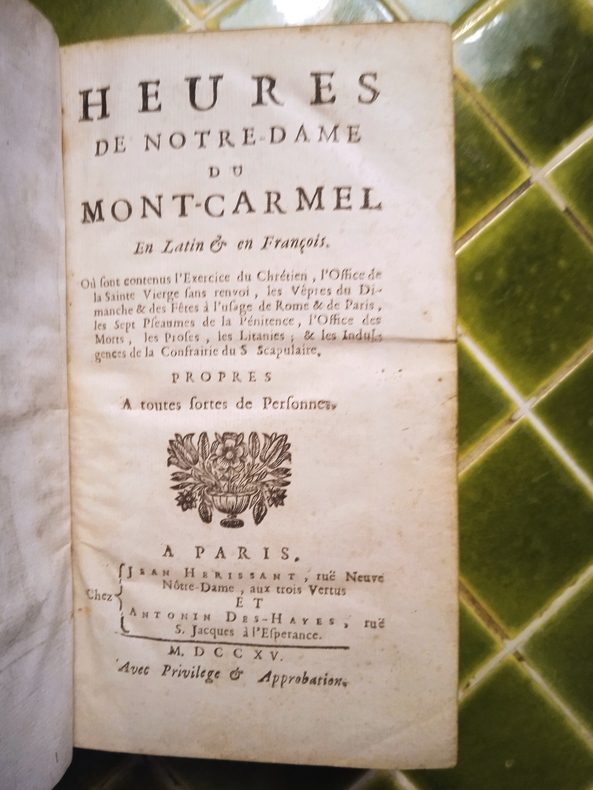 HEURES
DE NOTRE-DAME
DU
MONT-CARMEL
En Latin & en François.
Où sont contenus l'Exercice du Chrétien, l'Office de
la Sainte Vierge sans renvoi, les Vêpres du Di-
manche & des Fêtes à l'usage de Rome & de Paris,
les Sept Pseaumes de la Pénitence, l'Office des
Morts, les Proses, les Litanies; & les Indul-
gences de la Confrairie du S Scapulaire.
PROPRES
A toutes sortes de Personnes.
A PARIS.
Chez
JEAN HERISSANT, ruë Neuve
Nôtre-Dame, aux trois Vertus
ET
ANTONIN DES-HAYES, ruë
S. Jacques à l'Esperance.
M. DCCXV.
Avec Privilege & Approbation.